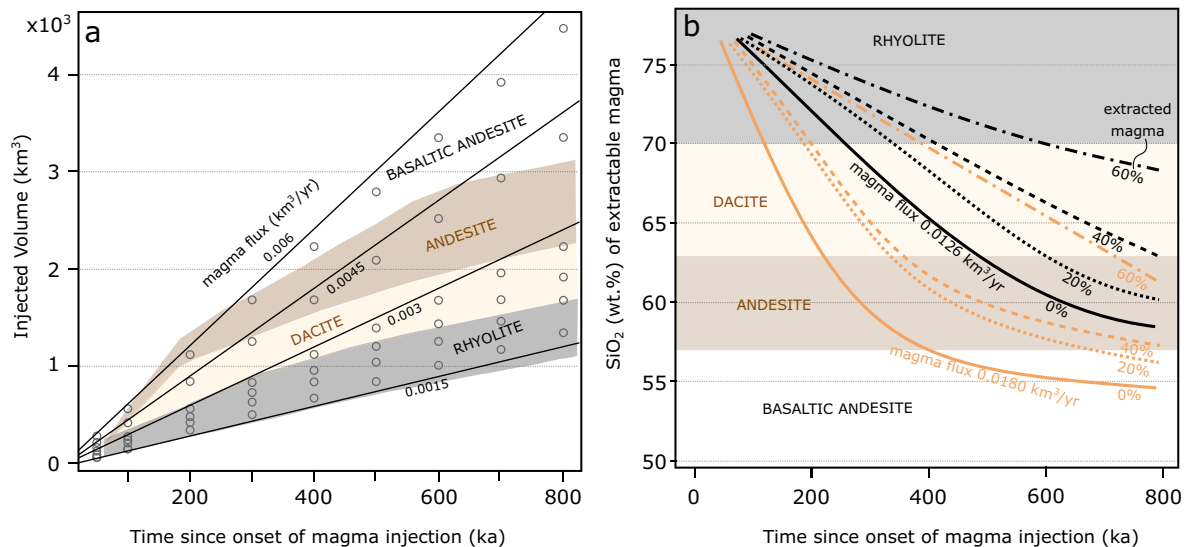 x10³
a
4
3
2
1
0
200
400
600
800
Injected Volume (km³)
Time since onset of magma injection (ka)
magma flux (km³/yr)
0.006
0.0045
0.003
0.0015
BASALTIC ANDESITE
ANDESITE
DACITE
RHYOLITE
b
75
70
65
60
55
50
0
200
400
600
800
SiO₂ (wt.%) of extractable magma
Time since onset of magma injection (ka)
RHYOLITE
extracted
magma
60%
DACITE
magma flux 0.0126 km³/yr
40%
60%
20%
0%
ANDESITE
40%
20%
magma flux 0.0180 km³/yr
0%
BASALTIC ANDESITE